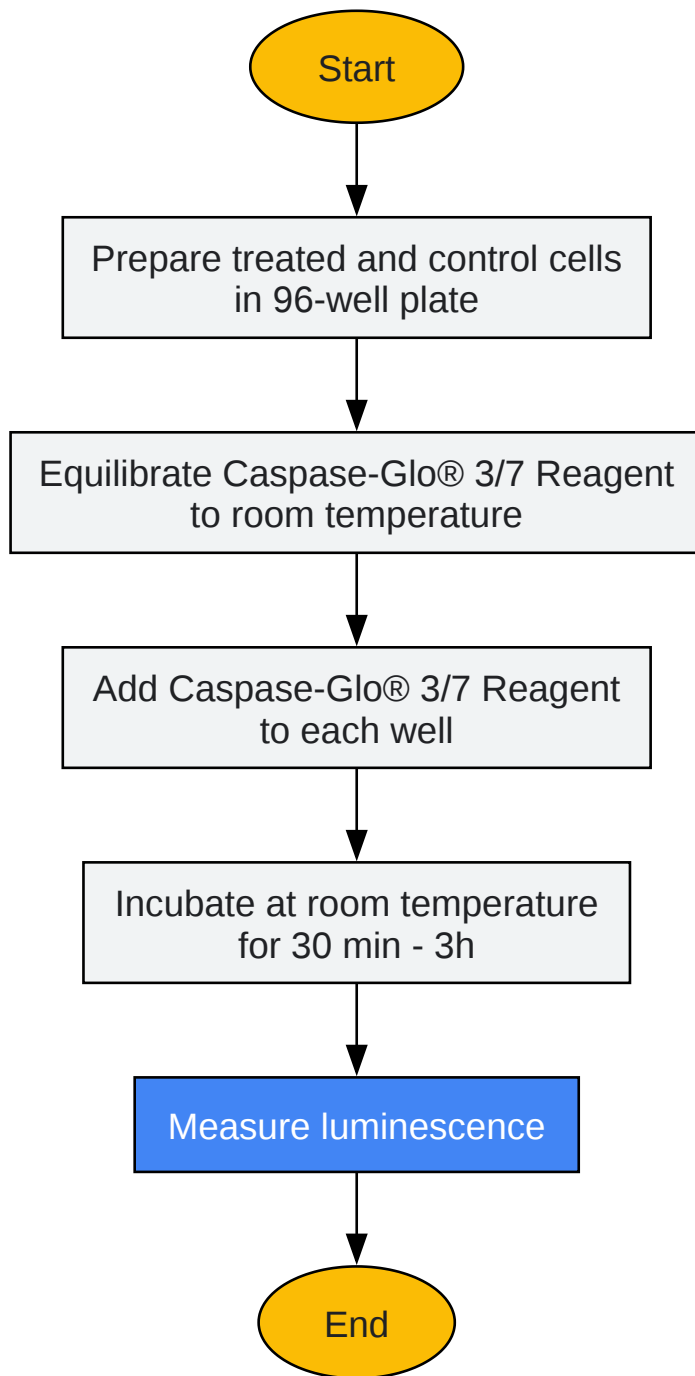 Start
Prepare treated and control cells
in 96-well plate
Equilibrate Caspase-Glo® 3/7 Reagent
to room temperature
Add Caspase-Glo® 3/7 Reagent
to each well
Incubate at room temperature
for 30 min - 3h
Measure luminescence
End